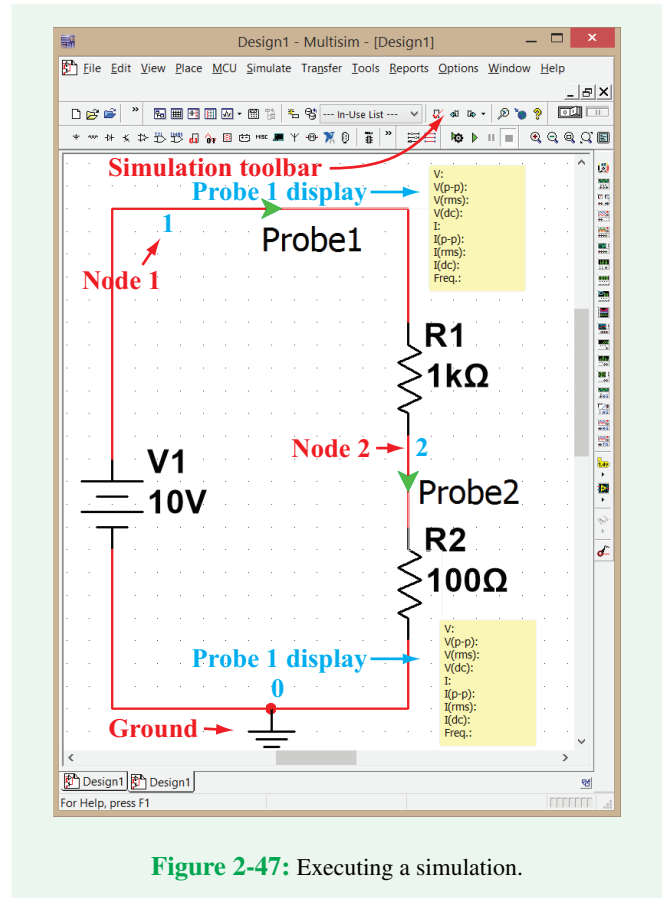 Design1 - Multisim - [Design1]
File Edit View Place MCU Simulate Transfer Tools Reports Options Window Help
--- In-Use List ---
Simulation toolbar
Probe 1 display
V:
V(p-p):
V(rms):
V(dc):
I:
I(p-p):
I(rms):
I(dc):
Freq.:
1
Probe1
Node 1
R1
1kΩ
Node 2
2
V1
10V
Probe2
R2
100Ω
V:
V(p-p):
V(rms):
V(dc):
I:
I(p-p):
I(rms):
I(dc):
Freq.:
Probe 1 display
0
Ground
Design1 Design1
For Help, press F1
Figure 2-47: Executing a simulation.